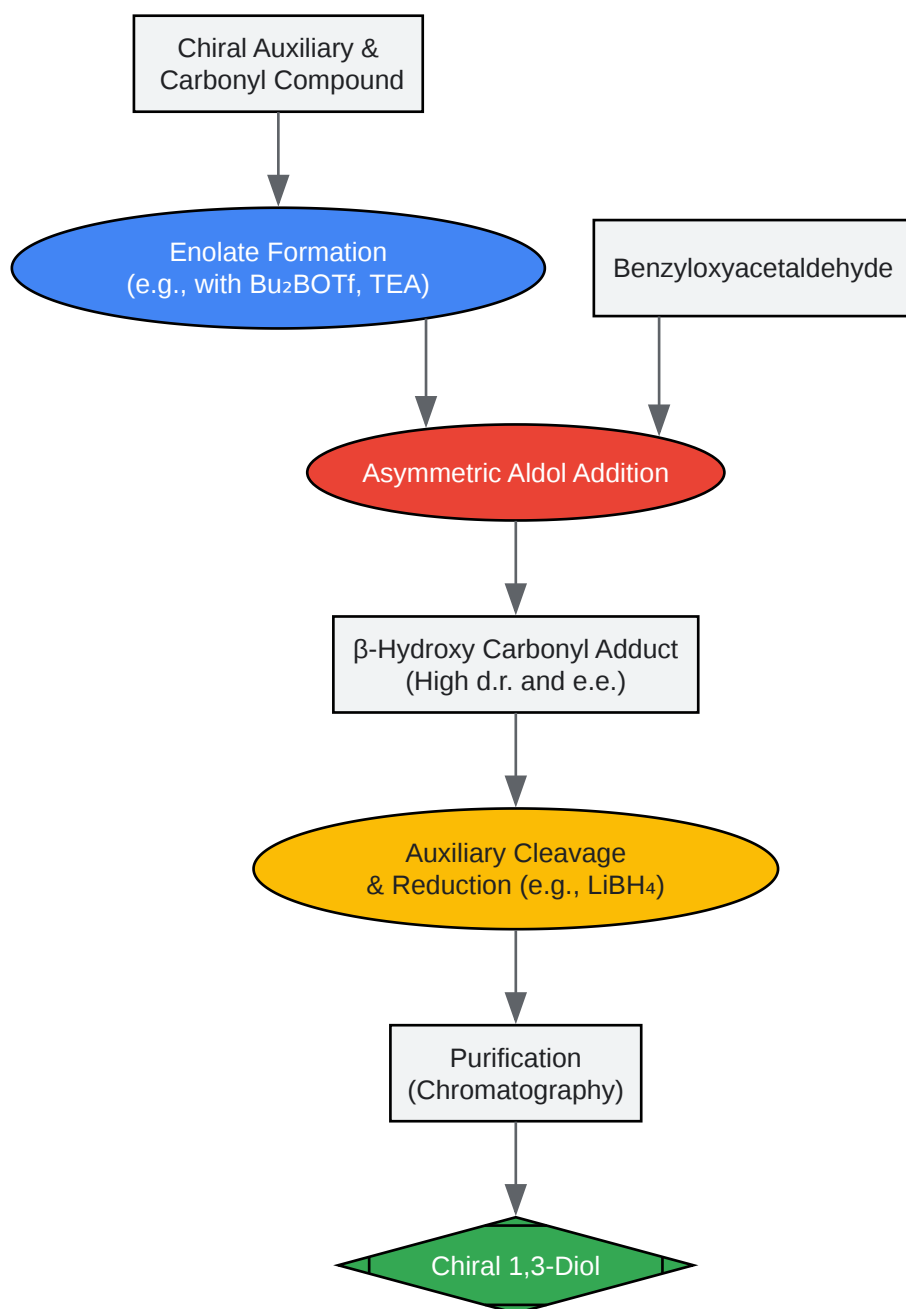 Chiral Auxiliary &
Carbonyl Compound
Enolate Formation
(e.g., with Bu₂BOTf, TEA)
Benzyloxyacetaldehyde
Asymmetric Aldol Addition
β-Hydroxy Carbonyl Adduct
(High d.r. and e.e.)
Auxiliary Cleavage
& Reduction (e.g., LiBH₄)
Purification
(Chromatography)
Chiral 1,3-Diol